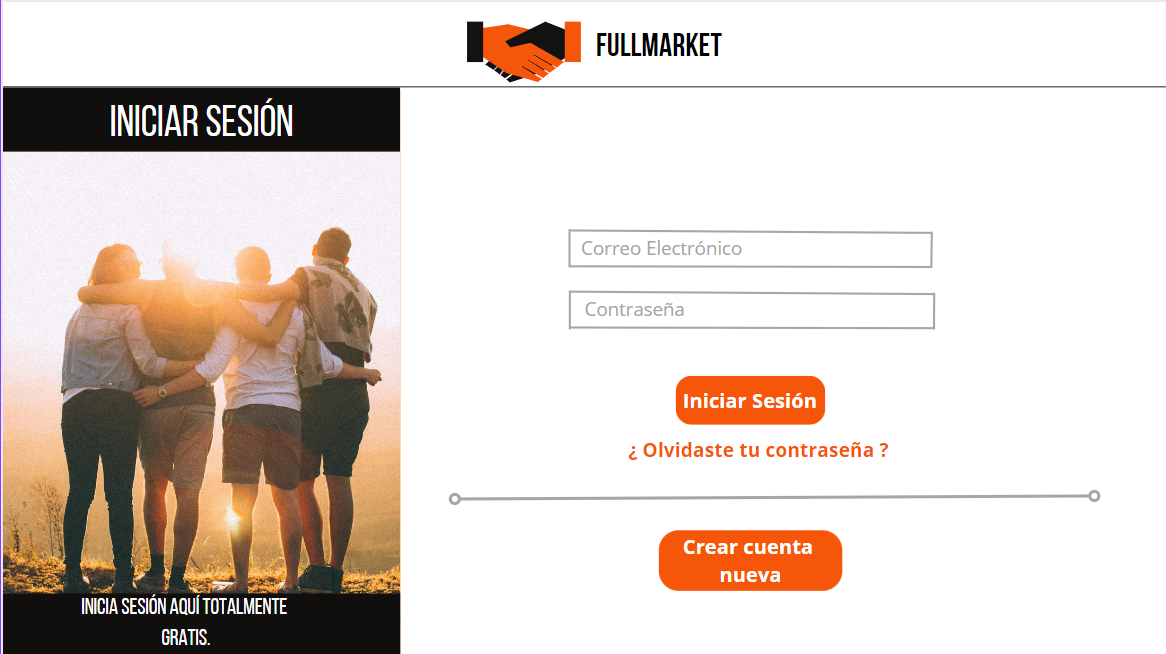 FULLMARKET
INICIAR SESIÓN
Correo Electrónico
Contraseña
Iniciar Sesión
¿ Olvidaste tu contraseña ?
Crear cuenta
nueva
INICIA SESIÓN AQUÍ TOTALMENTE
GRATIS.